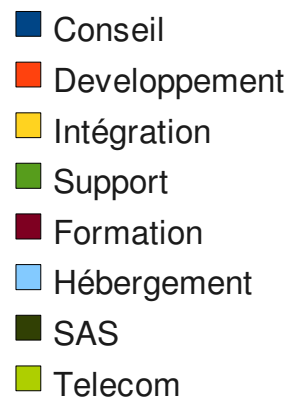 Conseil
Developpement
Intégration
Support
Formation
Hébergement
SAS
Telecom